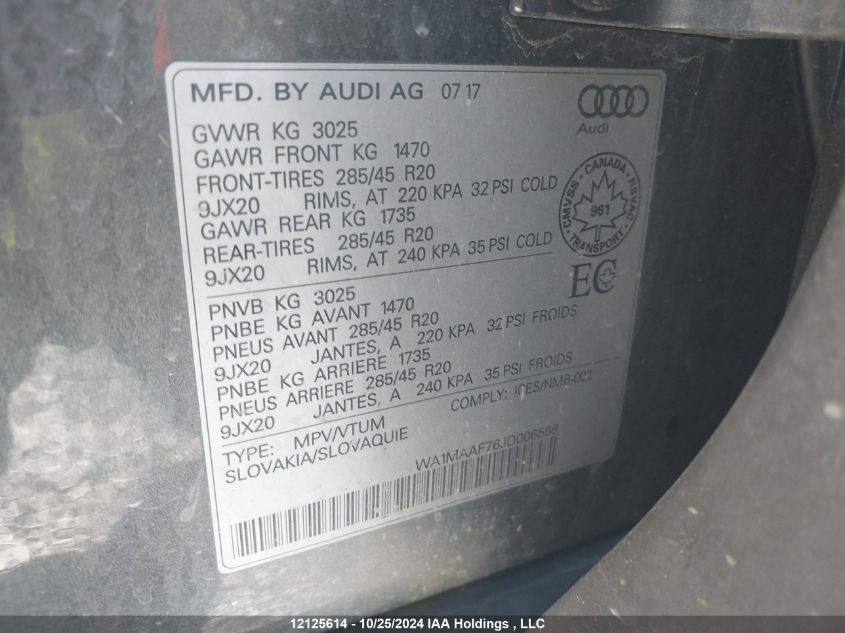 MFD. BY AUDI AG 07 17
Audi
GVWR KG 3025
GAWR FRONT KG 1470
FRONT-TIRES 285/45 R20
9JX20 RIMS, AT 220 KPA 32 PSI COLD
GAWR REAR KG 1735
REAR-TIRES 285/45 R20
9JX20 RIMS, AT 240 KPA 35 PSI COLD
CMVSS - CANADA - NSVAC
961
TRANSPORT
EC
PNVB KG 3025
PNBE KG AVANT 1470
PNEUS AVANT 285/45 R20
9JX20 JANTES, A 220 KPA 32 PSI FROIDS
PNBE KG ARRIERE 1735
PNEUS ARRIERE 285/45 R20
9JX20 JANTES, A 240 KPA 35 PSI FROIDS
COMPLY: ICES/NMB-002
TYPE: MPV/VTUM
SLOVAKIA/SLOVAQUIE
WA1MAAF76JD006558
12125614 - 10/25/2024 IAA Holdings, LLC